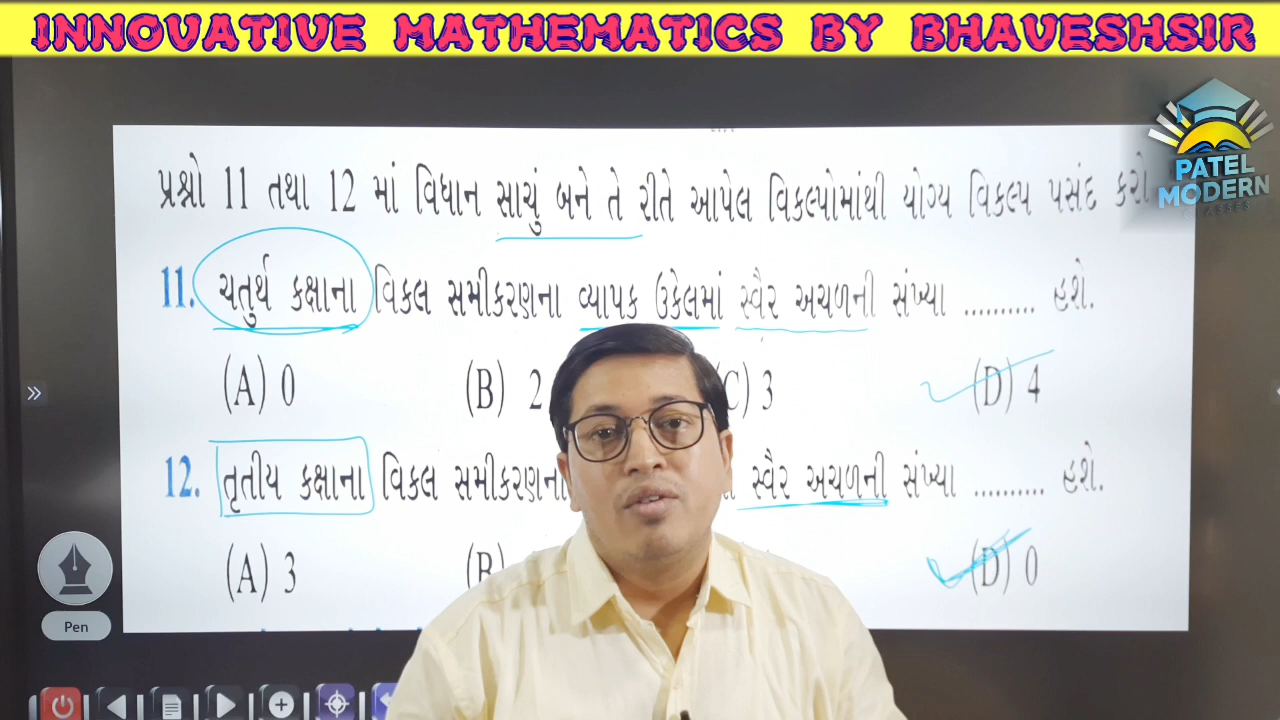 INNOVATIVE MATHEMATICS BY BHAVESHSIR
PATEL
MODERN
CLASSES
પ્રશ્નો 11 તથા 12 માં વિધાન સાચું બને તે રીતે આપેલ વિકલ્પોમાંથી યોગ્ય વિકલ્પ પસંદ કરો
11. ચતુર્થ કક્ષાના વિકલ સમીકરણના વ્યાપક ઉકેલમાં સ્વૈર અચળની સંખ્યા .......... હશે.
(A) 0 (B) 2 C) 3 (D) 4
12. તૃતીય કક્ષાના વિકલ સમીકરણના સ્વૈર અચળની સંખ્યા .......... હશે.
(A) 3 (B) (D) 0
Pen